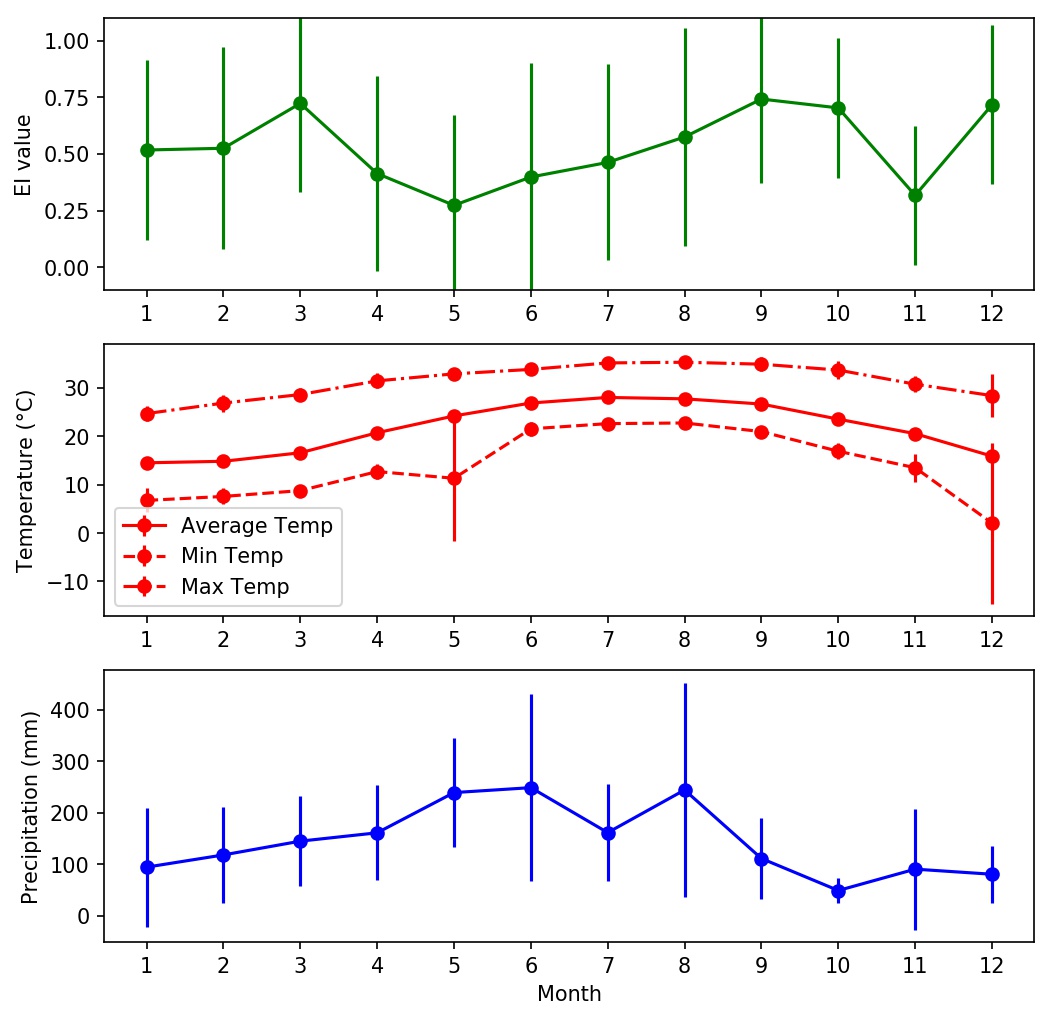 1.00
0.75
0.50
0.25
0.00
EI value
1 2 3 4 5 6 7 8 9 10 11 12
30
20
10
0
−10
Temperature (°C)
Average Temp
Min Temp
Max Temp
1 2 3 4 5 6 7 8 9 10 11 12
400
300
200
100
0
Precipitation (mm)
1 2 3 4 5 6 7 8 9 10 11 12
Month